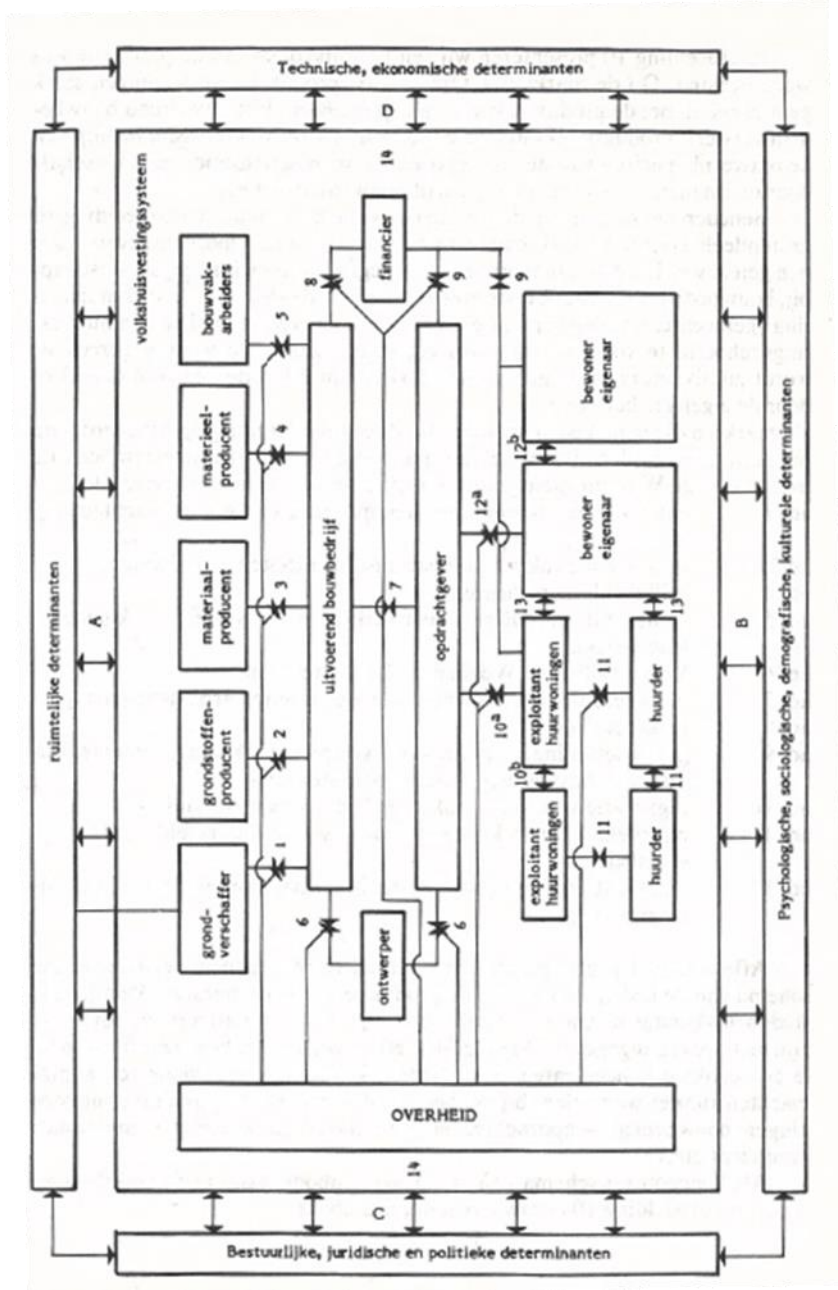 Technische, ekonomische determinanten
D
14
volkshuisvestingssysteem
ruimtelijke determinanten
A
grond-
verschaffer
grondstoffen
producent
materiaal
producent
materieel-
producent
bouwvak-
arbeiders
1
2
3
4
5
uitvoerend bouwbedrijf
6
8
ontwerper
7
financier
6
9
9
opdrachtgever
10a
12a
exploitant
huurwoningen
10b
exploitant
huurwoningen
13
bewoner
eigenaar
12b
bewoner
eigenaar
11
11
huurder
11
huurder
13
OVERHEID
14
B
Psychologische, sociologische, demografische, kulturele determinanten
C
Bestuurlijke, juridische en politieke determinanten